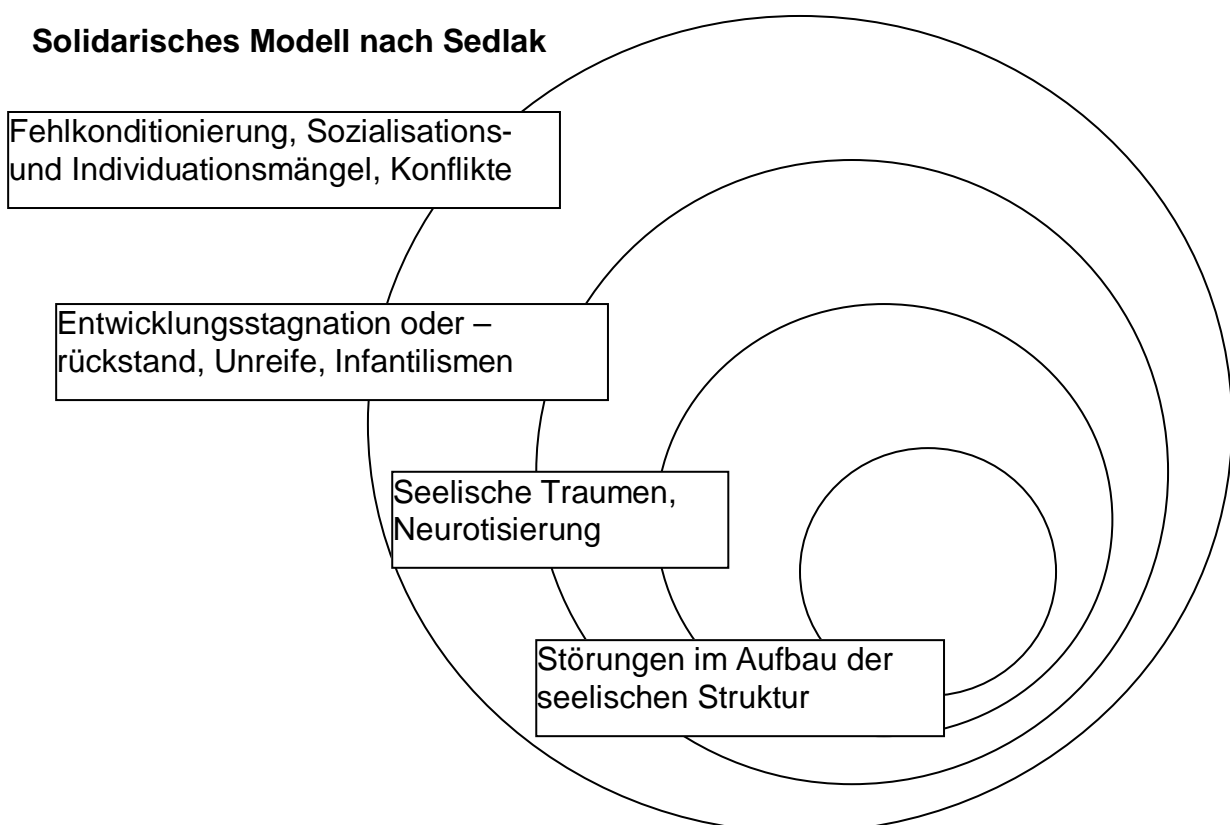 Solidarisches Modell nach Sedlak
Fehlkonditionierung, Sozialisations-
und Individuationsmängel, Konflikte
Entwicklungsstagnation oder –
rückstand, Unreife, Infantilismen
Seelische Traumen,
Neurotisierung
Störungen im Aufbau der
seelischen Struktur